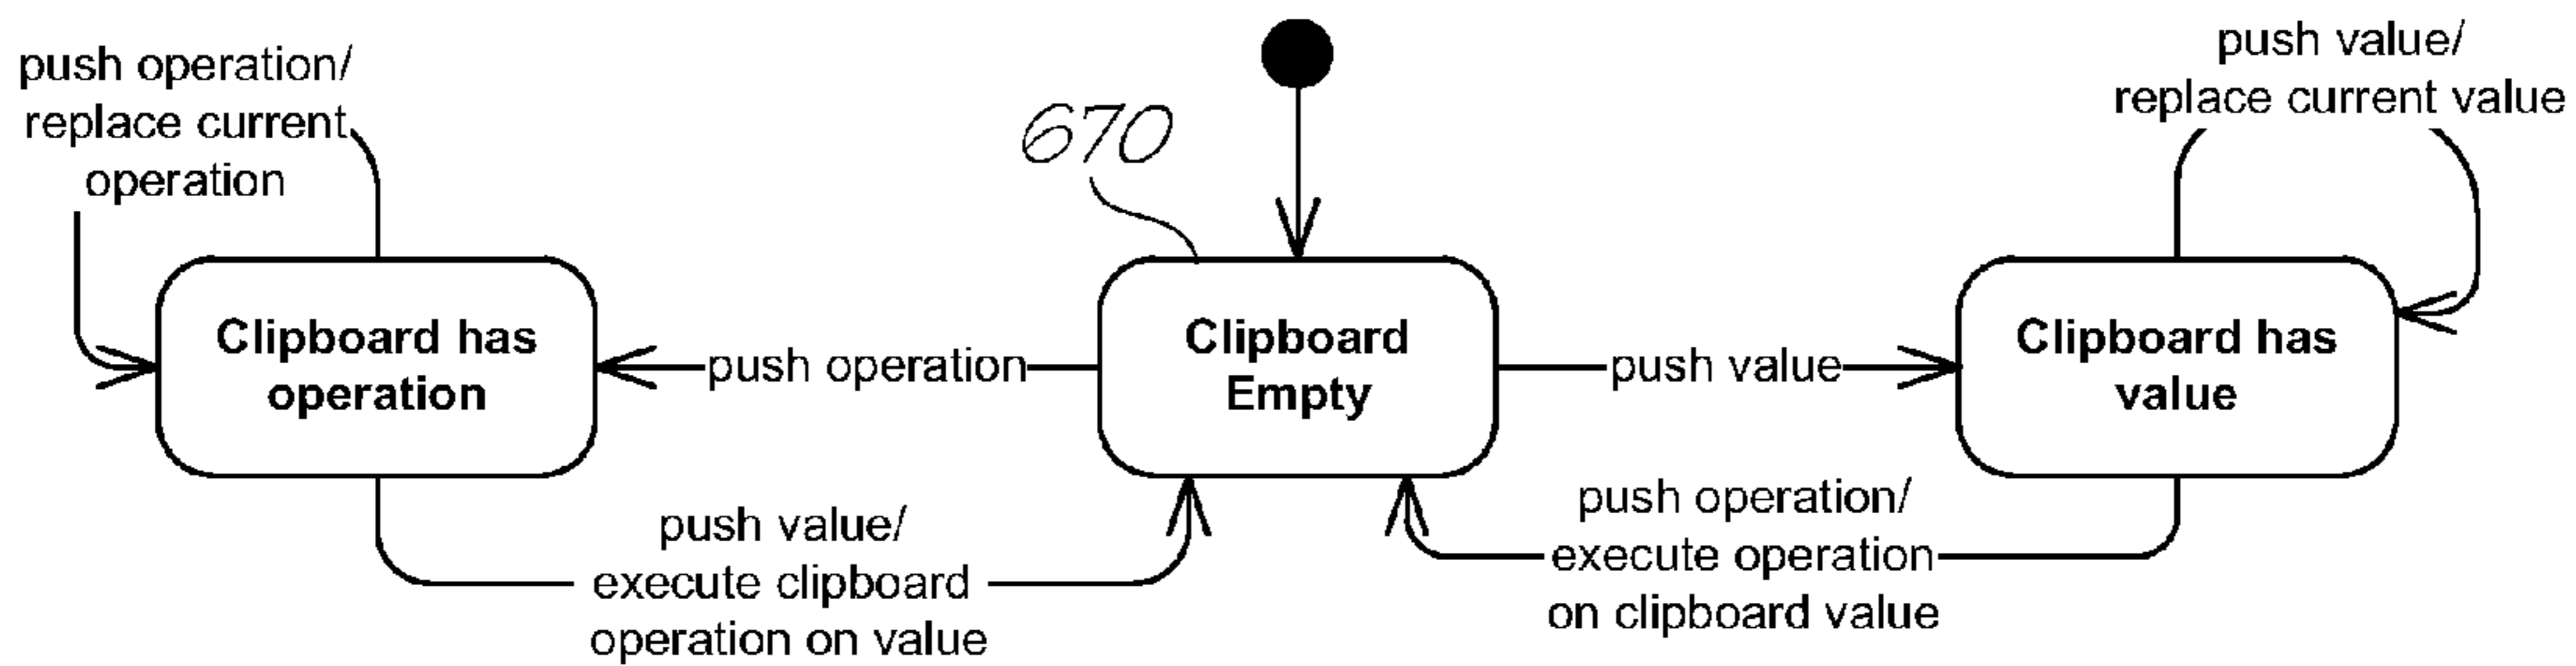 push operation/
replace current
operation
670
push value/
replace current value
Clipboard has
operation
push operation
Clipboard
Empty
push value
Clipboard has
value
push value/
execute clipboard
operation on value
push operation/
execute operation
on clipboard value